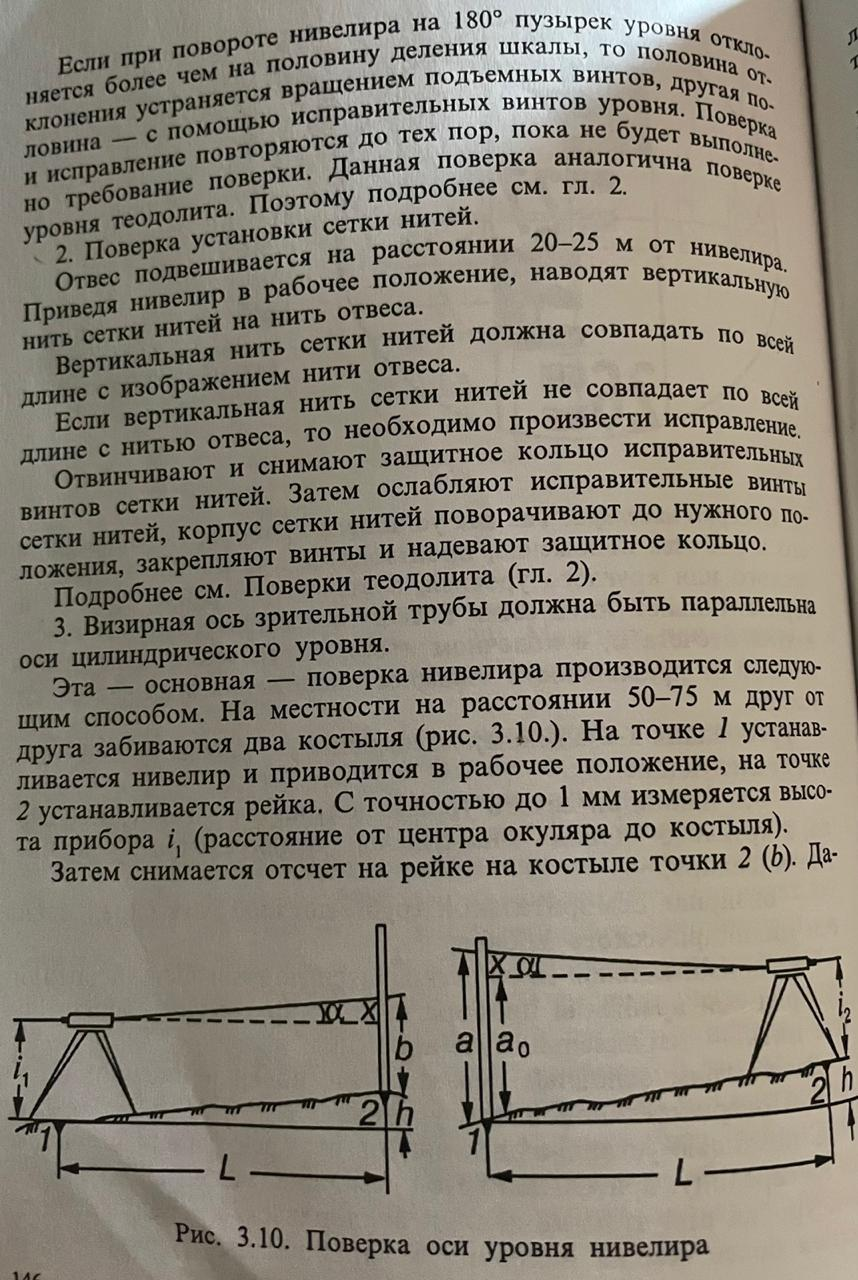 Если при повороте нивелира на 180° пузырек уровня откло-
няется более чем на половину деления шкалы, то половина от-
клонения устраняется вращением подъемных винтов, другая по-
ловина — с помощью исправительных винтов уровня. Поверка
и исправление повторяются до тех пор, пока не будет выполне-
но требование поверки. Данная поверка аналогична поверке
уровня теодолита. Поэтому подробнее см. гл. 2.
2. Поверка установки сетки нитей.
Отвес подвешивается на расстоянии 20–25 м от нивелира.
Приведя нивелир в рабочее положение, наводят вертикальную
нить сетки нитей на нить отвеса.
Вертикальная нить сетки нитей должна совпадать по всей
длине с изображением нити отвеса.
Если вертикальная нить сетки нитей не совпадает по всей
длине с нитью отвеса, то необходимо произвести исправление.
Отвинчивают и снимают защитное кольцо исправительных
винтов сетки нитей. Затем ослабляют исправительные винты
сетки нитей, корпус сетки нитей поворачивают до нужного по-
ложения, закрепляют винты и надевают защитное кольцо.
Подробнее см. Поверки теодолита (гл. 2).
3. Визирная ось зрительной трубы должна быть параллельна
оси цилиндрического уровня.
Эта — основная — поверка нивелира производится следую-
щим способом. На местности на расстоянии 50–75 м друг от
друга забиваются два костыля (рис. 3.10.). На точке 1 устанав-
ливается нивелир и приводится в рабочее положение, на точке
2 устанавливается рейка. С точностью до 1 мм измеряется высо-
та прибора i₁ (расстояние от центра окуляра до костыля).
Затем снимается отсчет на рейке на костыле точки 2 (b). Да-
i₁ α x b 1 2 h L
x α a a₀ i₂ 1 2 h L
Рис. 3.10. Поверка оси уровня нивелира
146